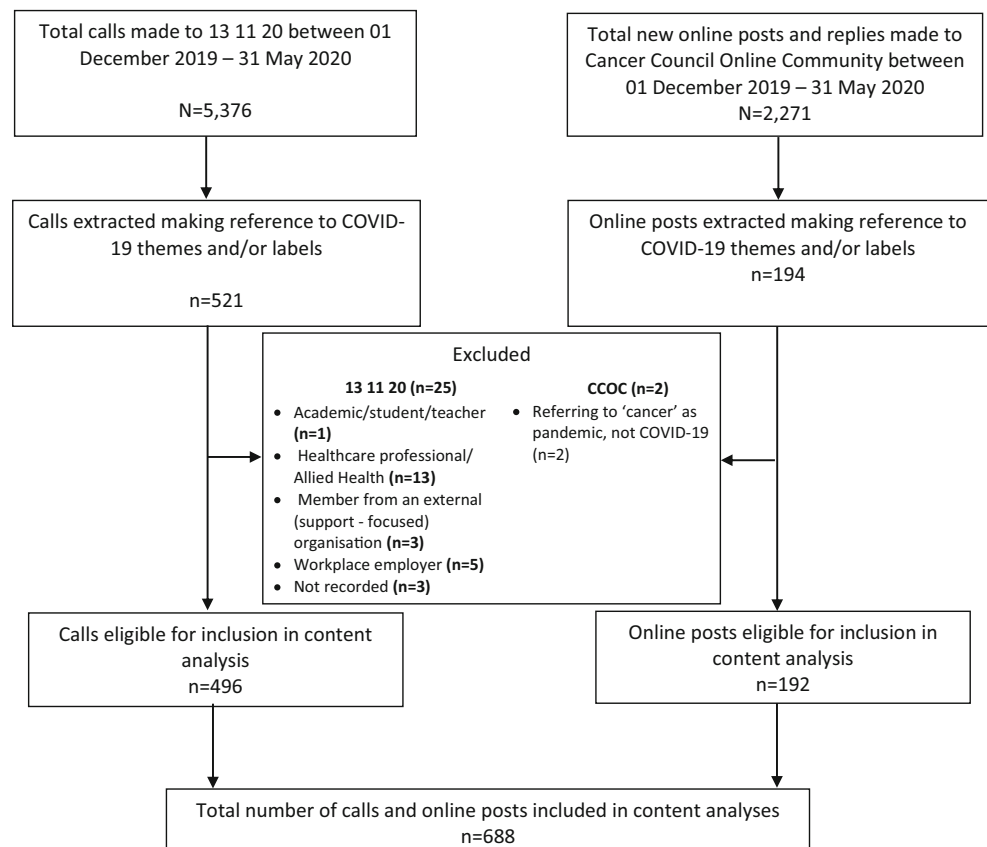 Total calls made to 13 11 20 between 01
December 2019 – 31 May 2020
N=5,376
Total new online posts and replies made to
Cancer Council Online Community between
01 December 2019 – 31 May 2020
N=2,271
Calls extracted making reference to COVID-
19 themes and/or labels
n=521
Online posts extracted making reference to
COVID-19 themes and/or labels
n=194
Excluded
13 11 20 (n=25)
• Academic/student/teacher
(n=1)
• Healthcare professional/
Allied Health (n=13)
• Member from an external
(support - focused)
organisation (n=3)
• Workplace employer (n=5)
• Not recorded (n=3)
CCOC (n=2)
• Referring to ‘cancer’ as
pandemic, not COVID-19
(n=2)
Calls eligible for inclusion in content
analysis
n=496
Online posts eligible for inclusion in
content analysis
n=192
Total number of calls and online posts included in content analyses
n=688